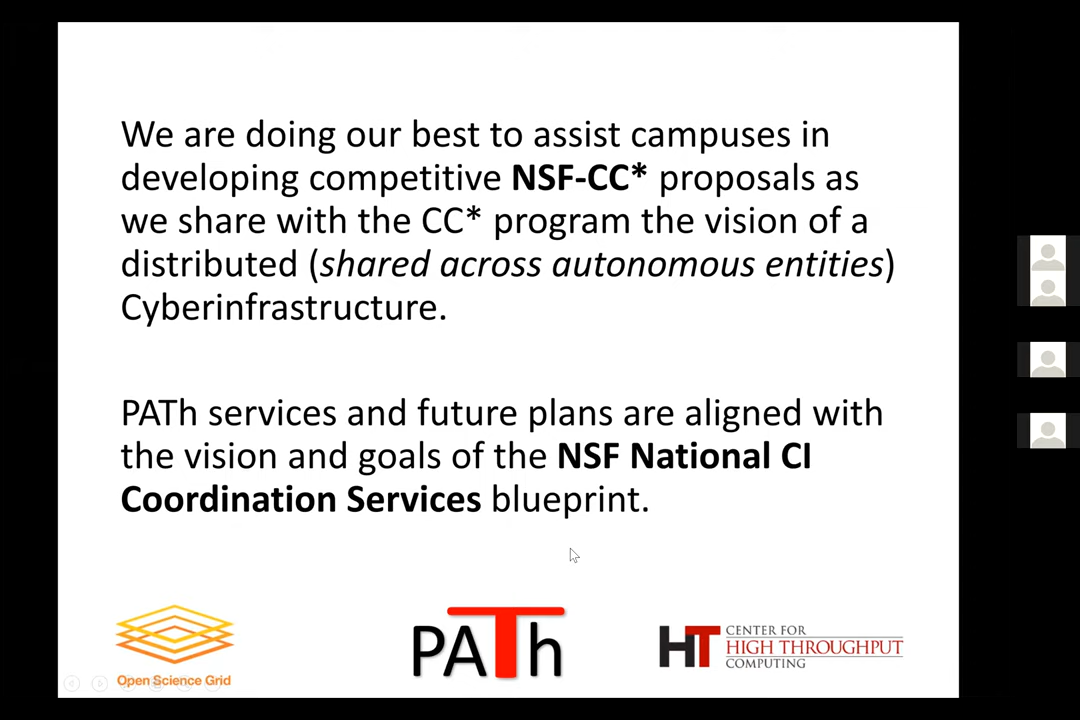 We are doing our best to assist campuses in
developing competitive NSF-CC* proposals as
we share with the CC* program the vision of a
distributed (shared across autonomous entities)
Cyberinfrastructure.
PATh services and future plans are aligned with
the vision and goals of the NSF National CI
Coordination Services blueprint.
Open Science Grid
PATh
HT
CENTER FOR
HIGH THROUGHPUT
COMPUTING